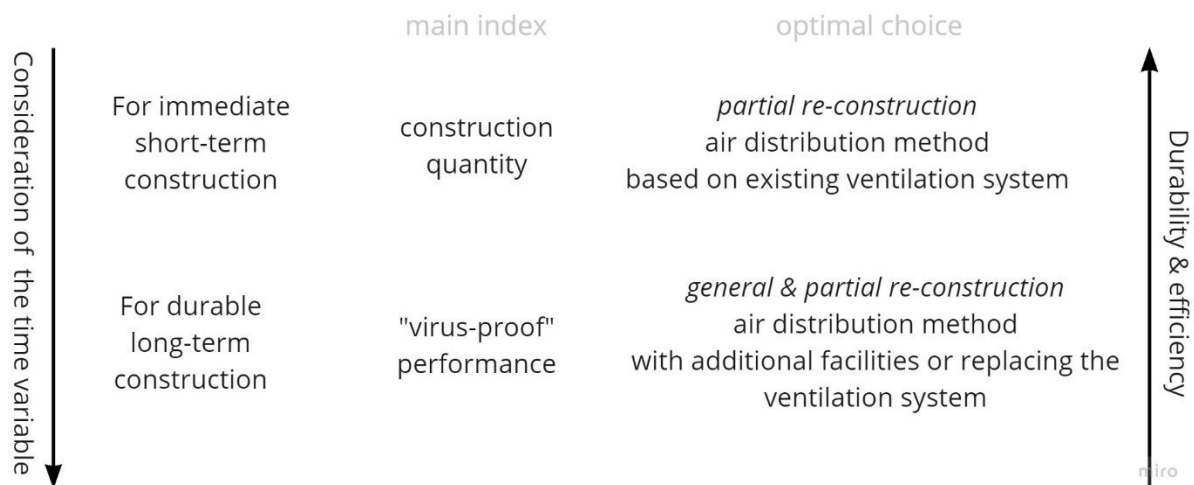 main index
optimal choice
Consideration of the time variable
For immediate
short-term
construction
construction
quantity
partial re-construction
air distribution method
based on existing ventilation system
For durable
long-term
construction
"virus-proof"
performance
general & partial re-construction
air distribution method
with additional facilities or replacing the
ventilation system
Durability & efficiency
miro